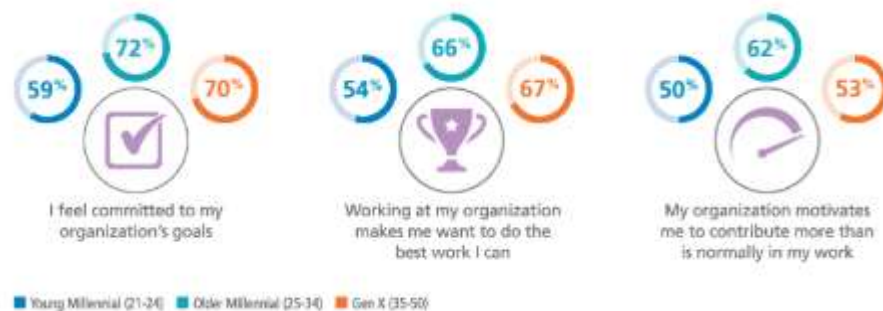 72%
59%
70%
66%
54%
67%
62%
50%
53%
I feel committed to my
organization's goals
Working at my organization
makes me want to do the
best work I can
My organization motivates
me to contribute more than
is normally in my work
Young Millennial (21-24) Older Millennial (25-34) Gen X (35-50)